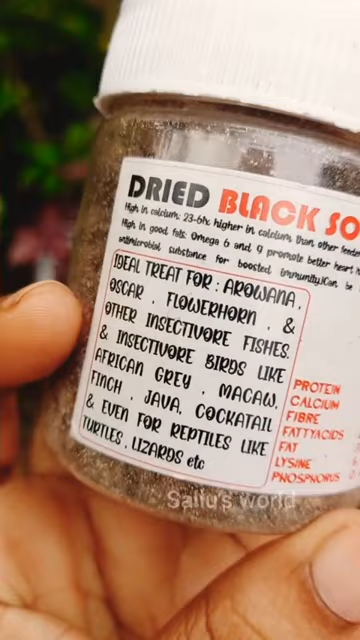 DRIED BLACK SO
High in calcium: 23-61x higher in calcium than other feeder
High in good fats: Omega 6 and 9 promote better heart
antimicrobial substance for boosted immunity.(Can be
IDEAL TREAT FOR : AROWANA,
OSCAR , FLOWERHORN , &
OTHER INSECTIVORE FISHES.
& INSECTIVORE BIRDS LIKE
AFRICAN GREY , MACAW,
FINCH , JAVA, COCKATAIL
& EVEN FOR REPTILES LIKE
TURTLES , LIZARDS etc
PROTEIN
CALCIUM
FIBRE
FATTYACIDS
FAT
LYSINE
PHOSPHORUS
Sallu's world